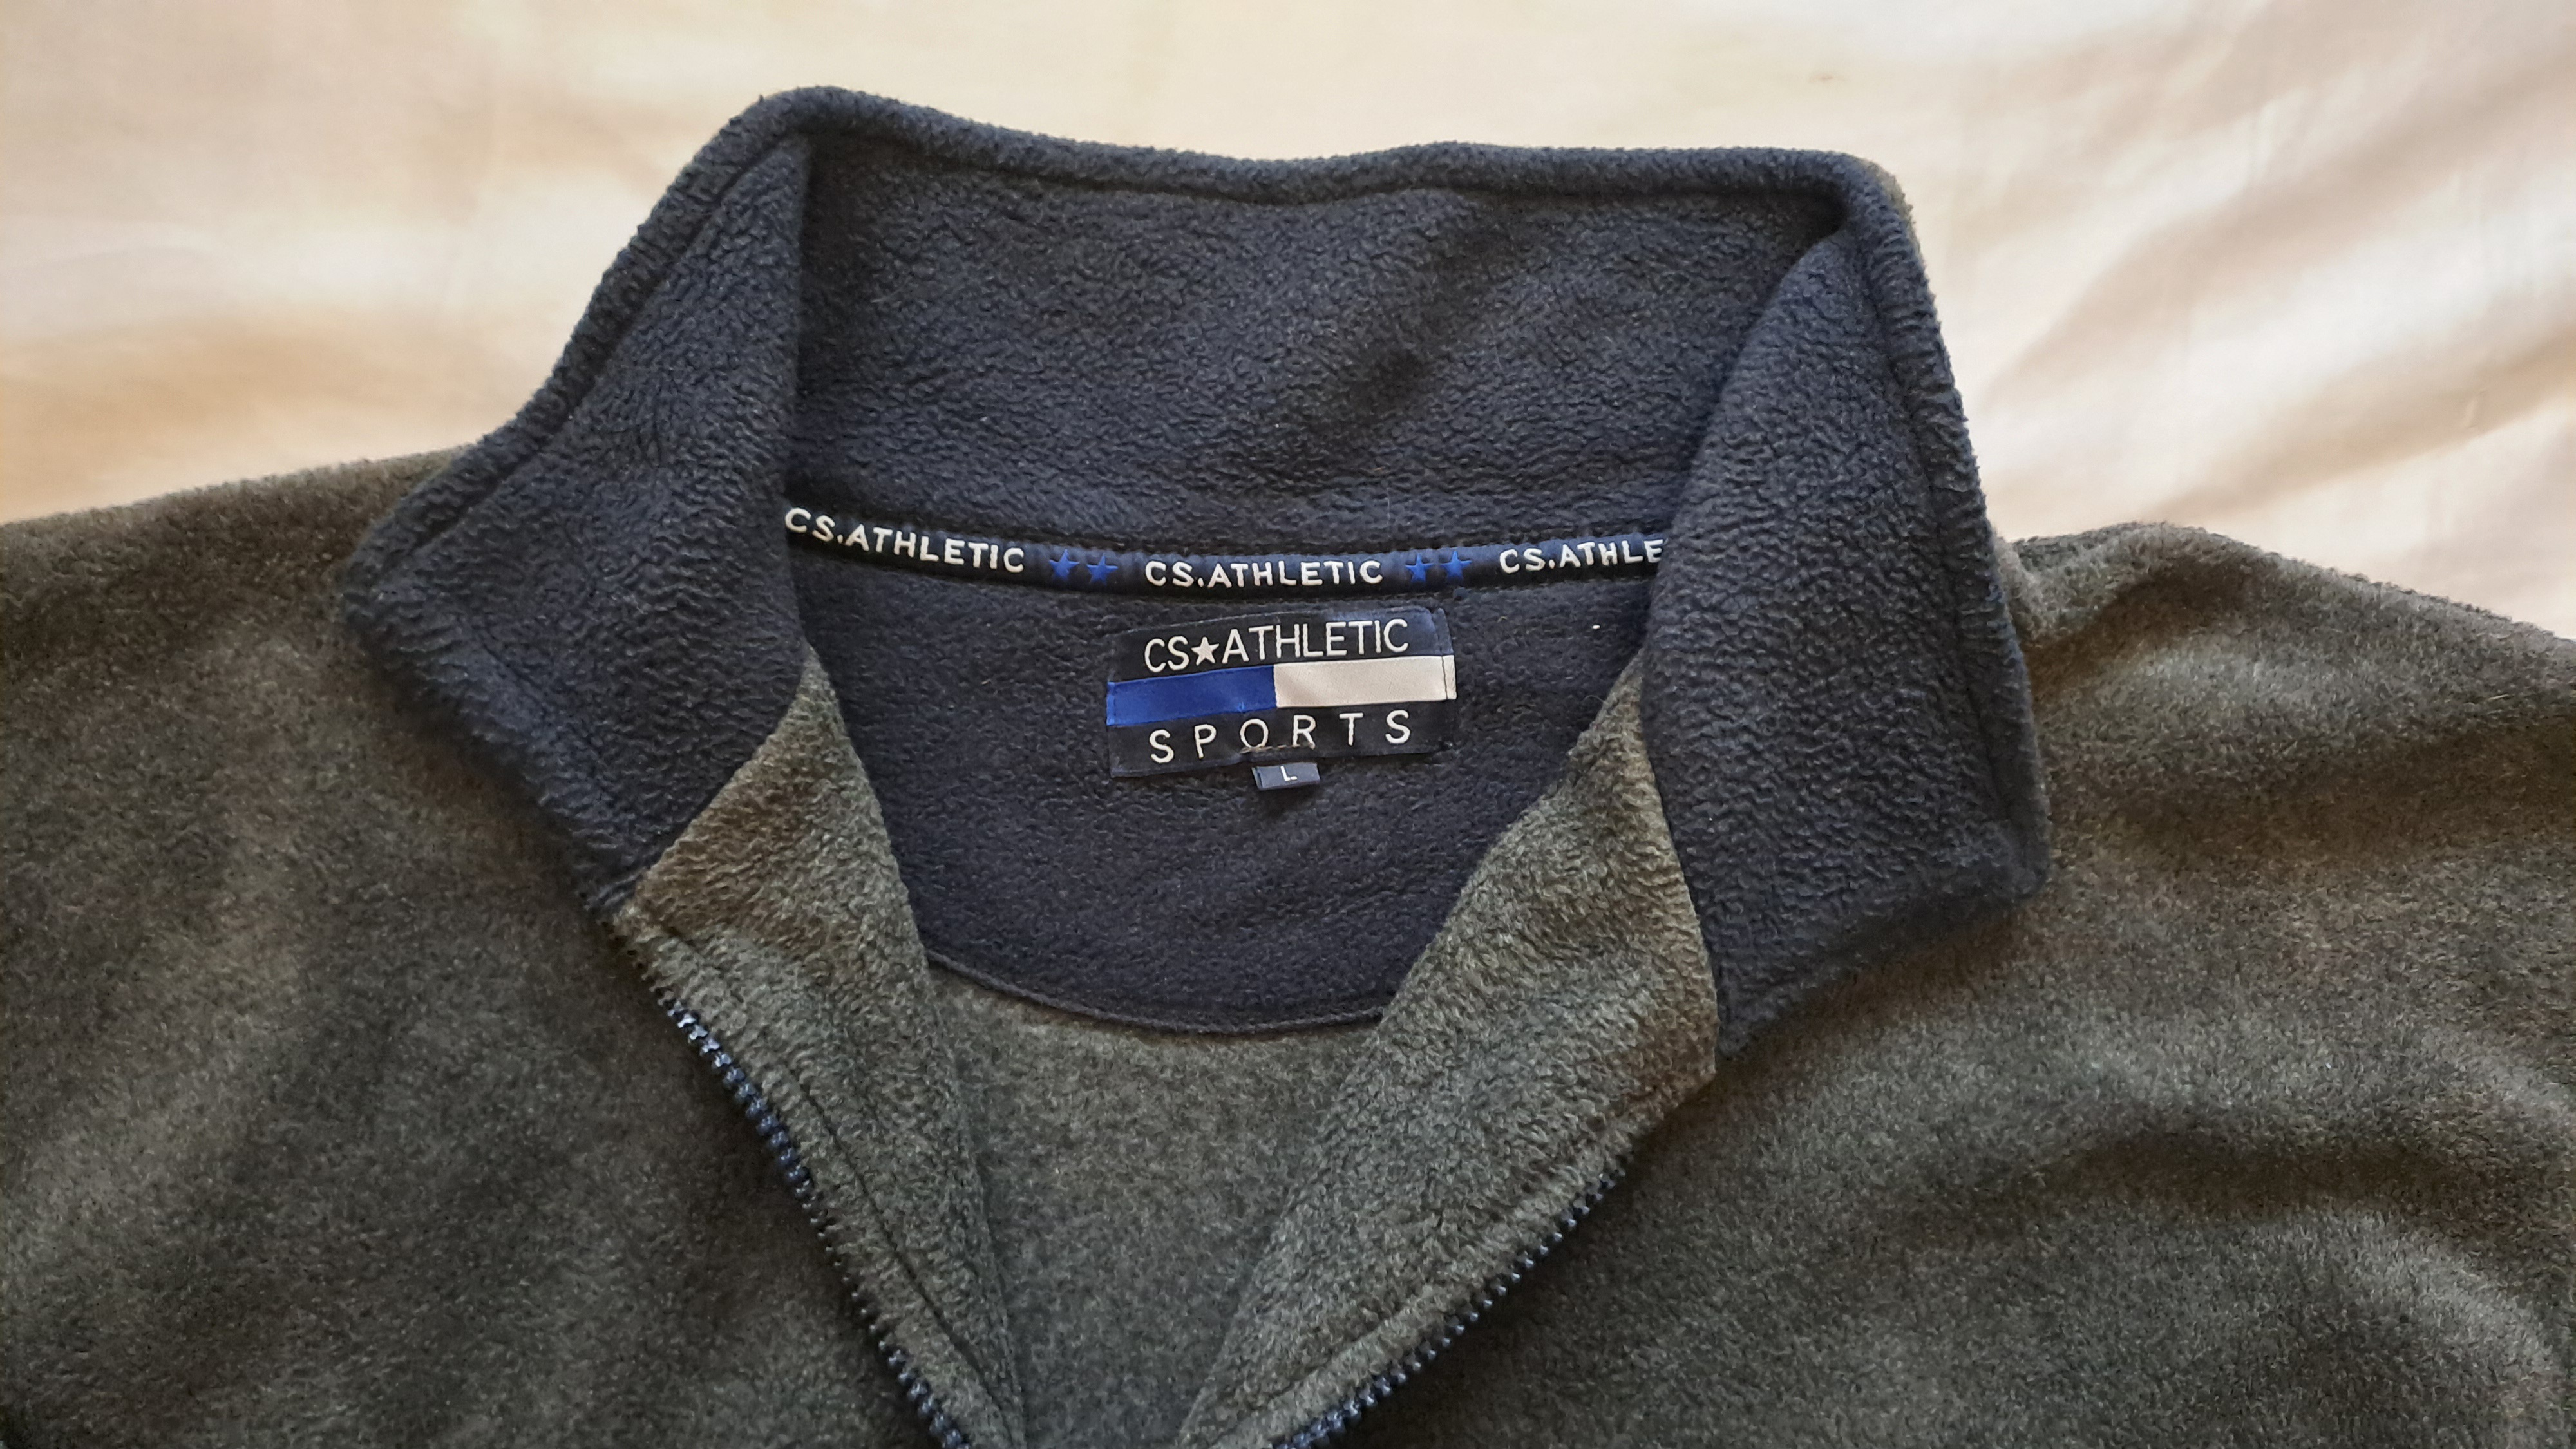 CS.ATHLETIC ★★ CS.ATHLETIC ★★ CS.ATHLE
CS★ATHLETIC
SPORTS
L